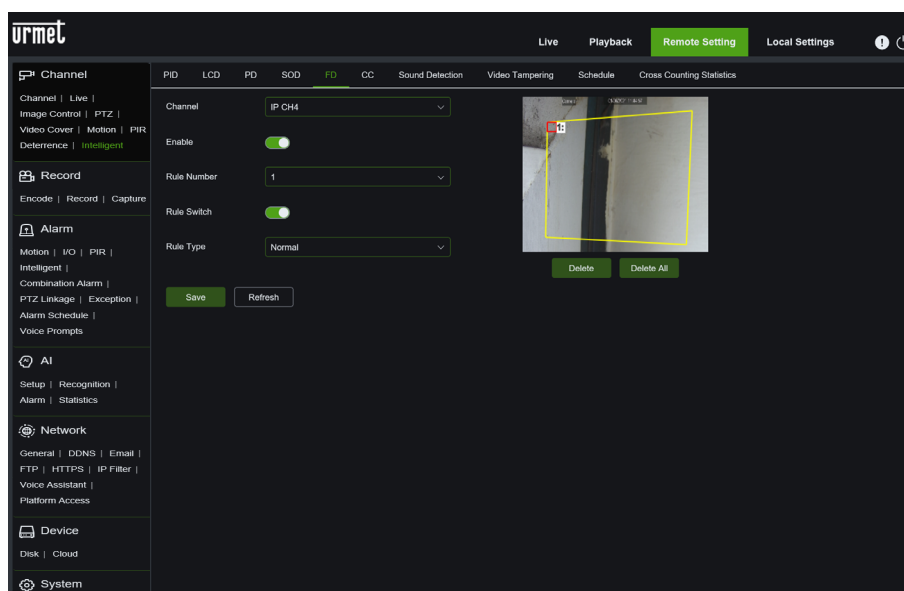 urmet
Live Playback Remote Setting Local Settings
Channel
Channel | Live |
Image Control | PTZ |
Video Cover | Motion | PIR
Deterrence | Intelligent
Record
Encode | Record | Capture
Alarm
Motion | I/O | PIR |
Intelligent |
Combination Alarm |
PTZ Linkage | Exception |
Alarm Schedule |
Voice Prompts
AI
Setup | Recognition |
Alarm | Statistics
Network
General | DDNS | Email |
FTP | HTTPS | IP Filter |
Voice Assistant |
Platform Access
Device
Disk | Cloud
System
PID LCD PD SOD FD CC Sound Detection Video Tampering Schedule Cross Counting Statistics
Channel IP CH4
Enable
Rule Number 1
Rule Switch
Rule Type Normal
Save Refresh
Delete Delete All